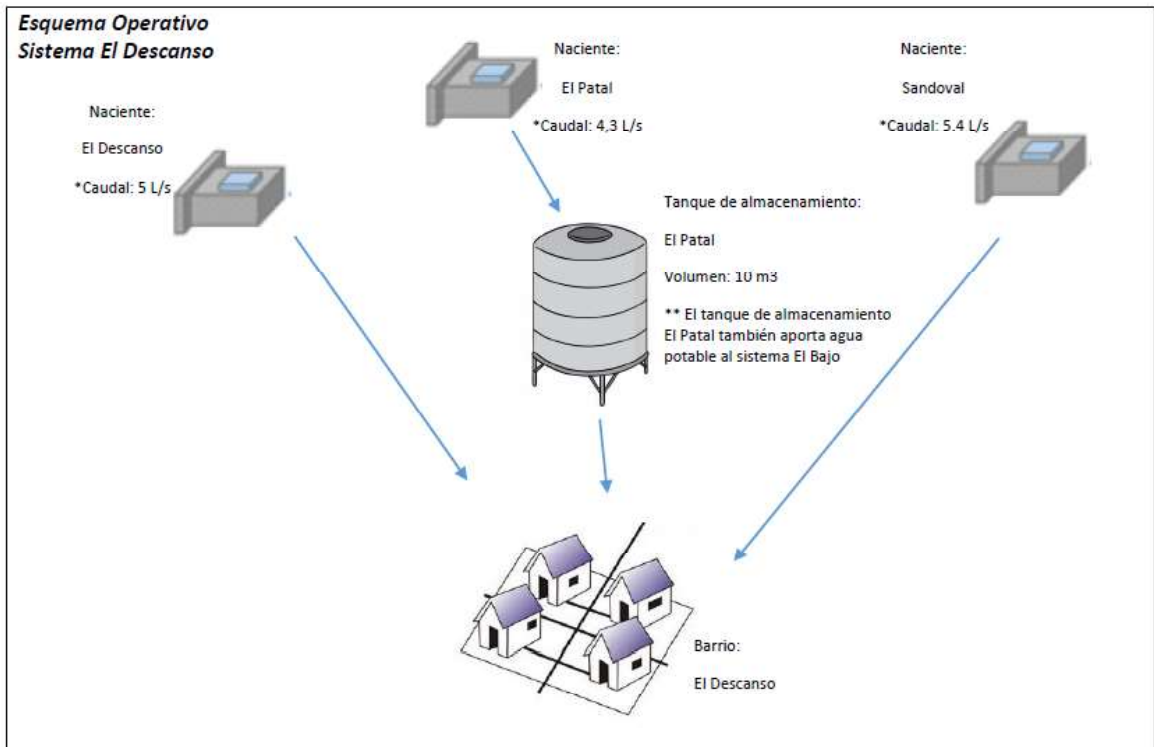 Esquema Operativo
Sistema El Descanso
Naciente:
El Descanso
*Caudal: 5 L/s
Naciente:
El Patal
*Caudal: 4,3 L/s
Naciente:
Sandoval
*Caudal: 5.4 L/s
Tanque de almacenamiento:
El Patal
Volumen: 10 m3
** El tanque de almacenamiento
El Patal también aporta agua
potable al sistema El Bajo
Barrio:
El Descanso